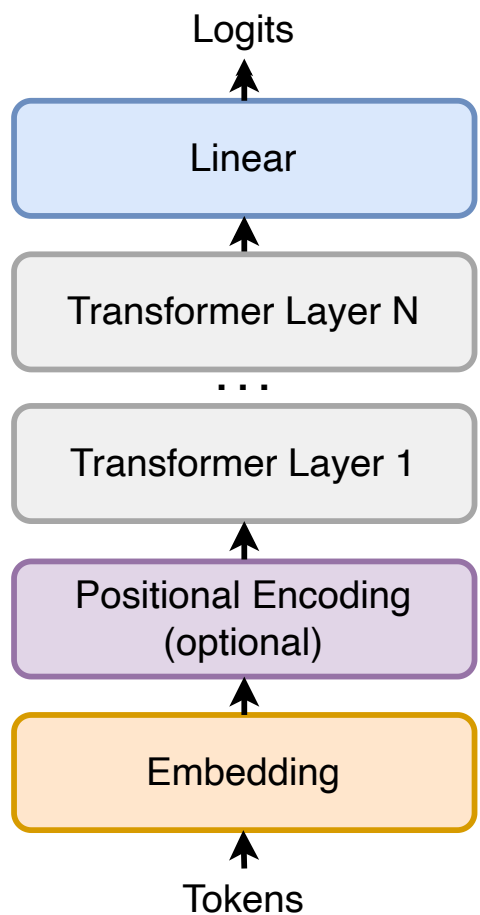 Logits
Linear
Transformer Layer N
...
Transformer Layer 1
Positional Encoding
(optional)
Embedding
Tokens